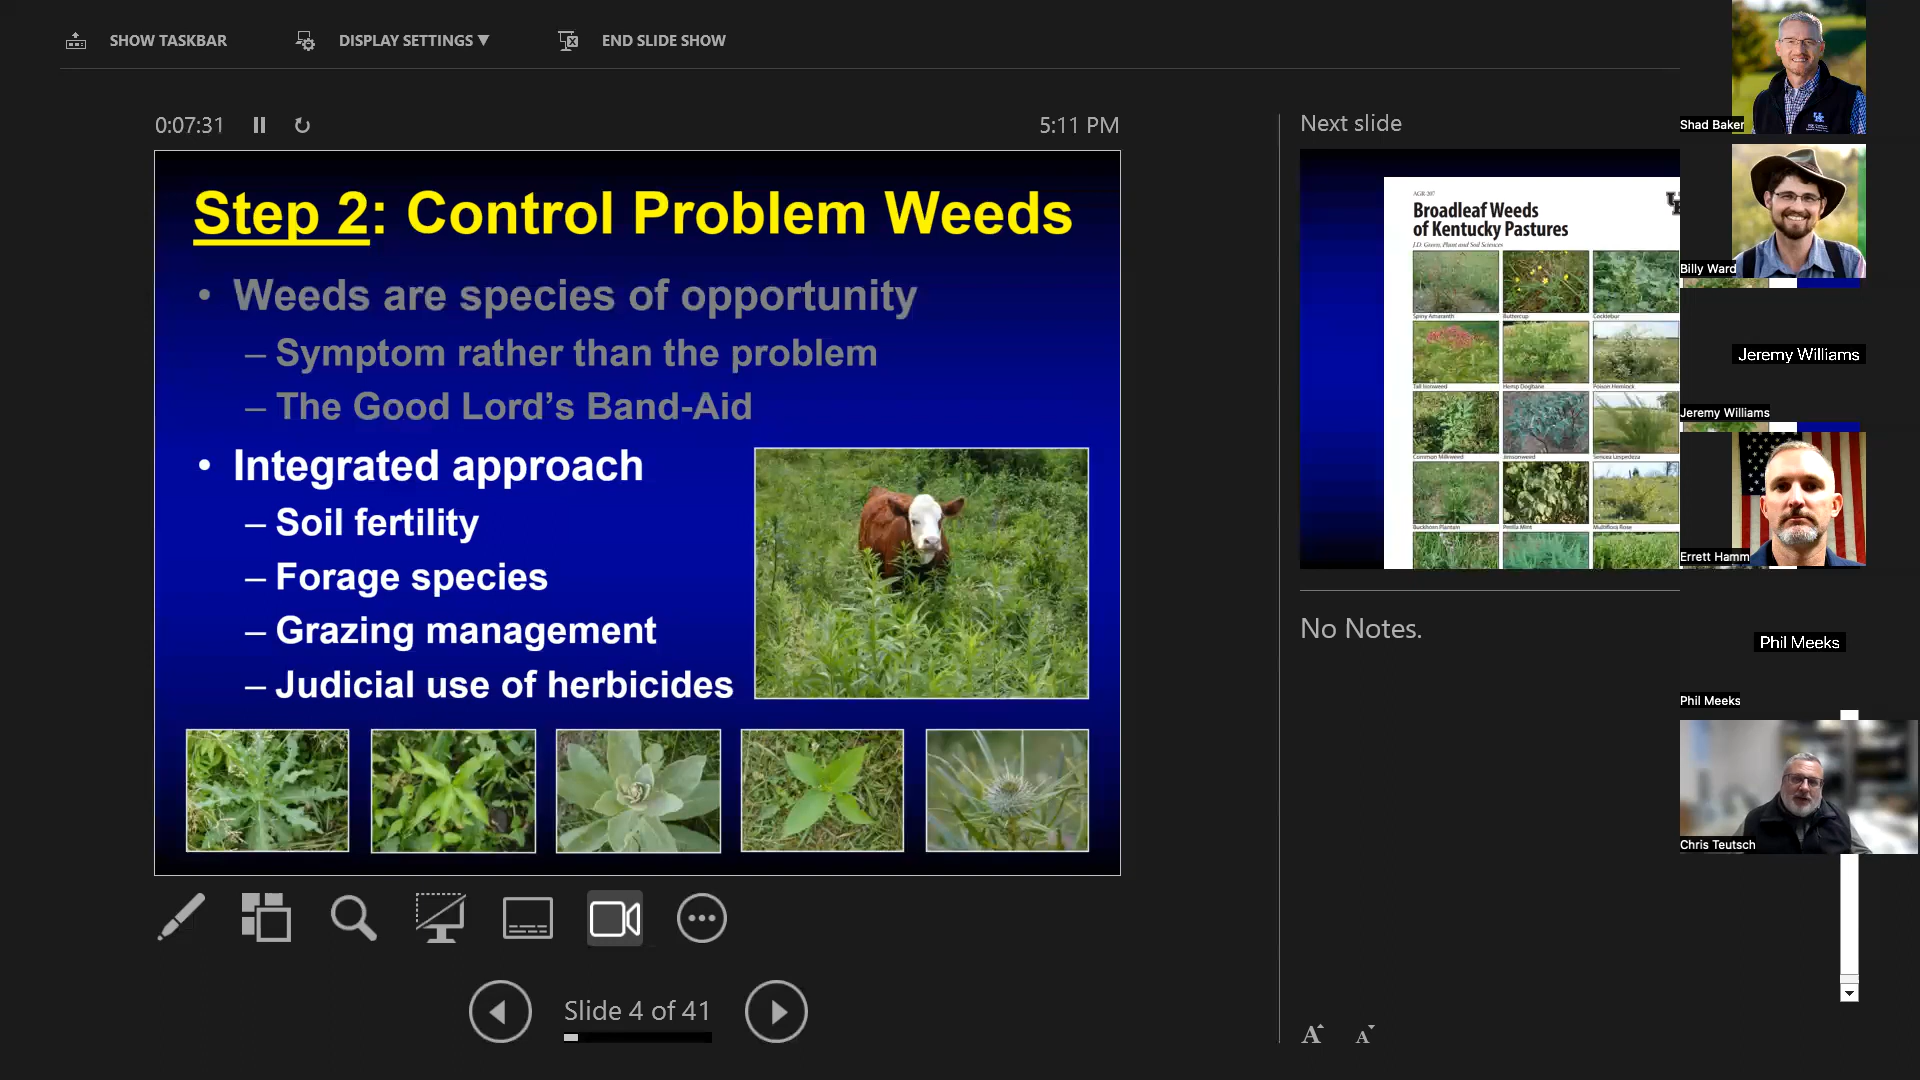 SHOW TASKBAR
DISPLAY SETTINGS ▼
END SLIDE SHOW
0:07:31
5:11 PM
Step 2: Control Problem Weeds
• Weeds are species of opportunity
– Symptom rather than the problem
– The Good Lord’s Band-Aid
• Integrated approach
– Soil fertility
– Forage species
– Grazing management
– Judicial use of herbicides
Slide 4 of 41
Next slide
AGR-207
Broadleaf Weeds
of Kentucky Pastures
J.D. Green, Plant and Soil Sciences
Spiny Amaranth
Buttercup
Cocklebur
Tall Ironweed
Hemp Dogbane
Poison Hemlock
Common Milkweed
Jimsonweed
Sericea Lespedeza
Buckhorn Plantain
Perilla Mint
Multiflora Rose
No Notes.
A A
Shad Baker
Billy Ward
Jeremy Williams
Jeremy Williams
Errett Hamm
Phil Meeks
Phil Meeks
Chris Teutsch